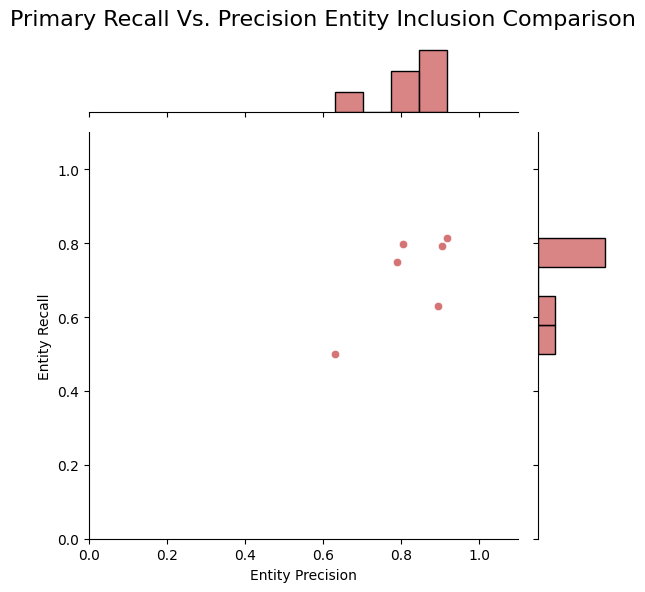 Primary Recall Vs. Precision Entity Inclusion Comparison
1.0
0.8
0.6
0.4
0.2
0.0
Entity Recall
0.0 0.2 0.4 0.6 0.8 1.0
Entity Precision